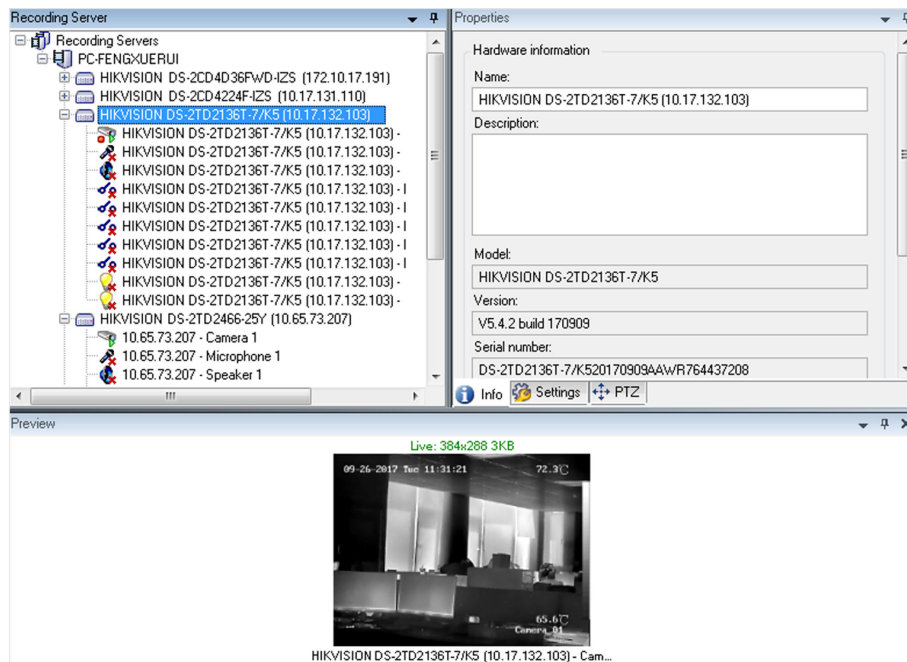 Recording Server
Recording Servers
PC-FENGXUERUI
HIKVISION DS-2CD4D36FWD-IZS (172.10.17.191)
HIKVISION DS-2CD4224F-IZS (10.17.131.110)
HIKVISION DS-2TD2136T-7/K5 (10.17.132.103)
HIKVISION DS-2TD2136T-7/K5 (10.17.132.103) -
HIKVISION DS-2TD2136T-7/K5 (10.17.132.103) -
HIKVISION DS-2TD2136T-7/K5 (10.17.132.103) -
HIKVISION DS-2TD2136T-7/K5 (10.17.132.103) - I
HIKVISION DS-2TD2136T-7/K5 (10.17.132.103) - I
HIKVISION DS-2TD2136T-7/K5 (10.17.132.103) - I
HIKVISION DS-2TD2136T-7/K5 (10.17.132.103) - I
HIKVISION DS-2TD2136T-7/K5 (10.17.132.103) - I
HIKVISION DS-2TD2136T-7/K5 (10.17.132.103) -
HIKVISION DS-2TD2136T-7/K5 (10.17.132.103) -
HIKVISION DS-2TD2466-25Y (10.65.73.207)
10.65.73.207 - Camera 1
10.65.73.207 - Microphone 1
10.65.73.207 - Speaker 1
Properties
Hardware information
Name:
HIKVISION DS-2TD2136T-7/K5 (10.17.132.103)
Description:
Model:
HIKVISION DS-2TD2136T-7/K5
Version:
V5.4.2 build 170909
Serial number:
DS-2TD2136T-7/K520170909AAWR764437208
Info
Settings
PTZ
Preview
Live: 384x288 3KB
09-26-2017 Tue 11:31:21
72.3℃
65.6℃
Camera 01
HIKVISION DS-2TD2136T-7/K5 (10.17.132.103) - Cam...